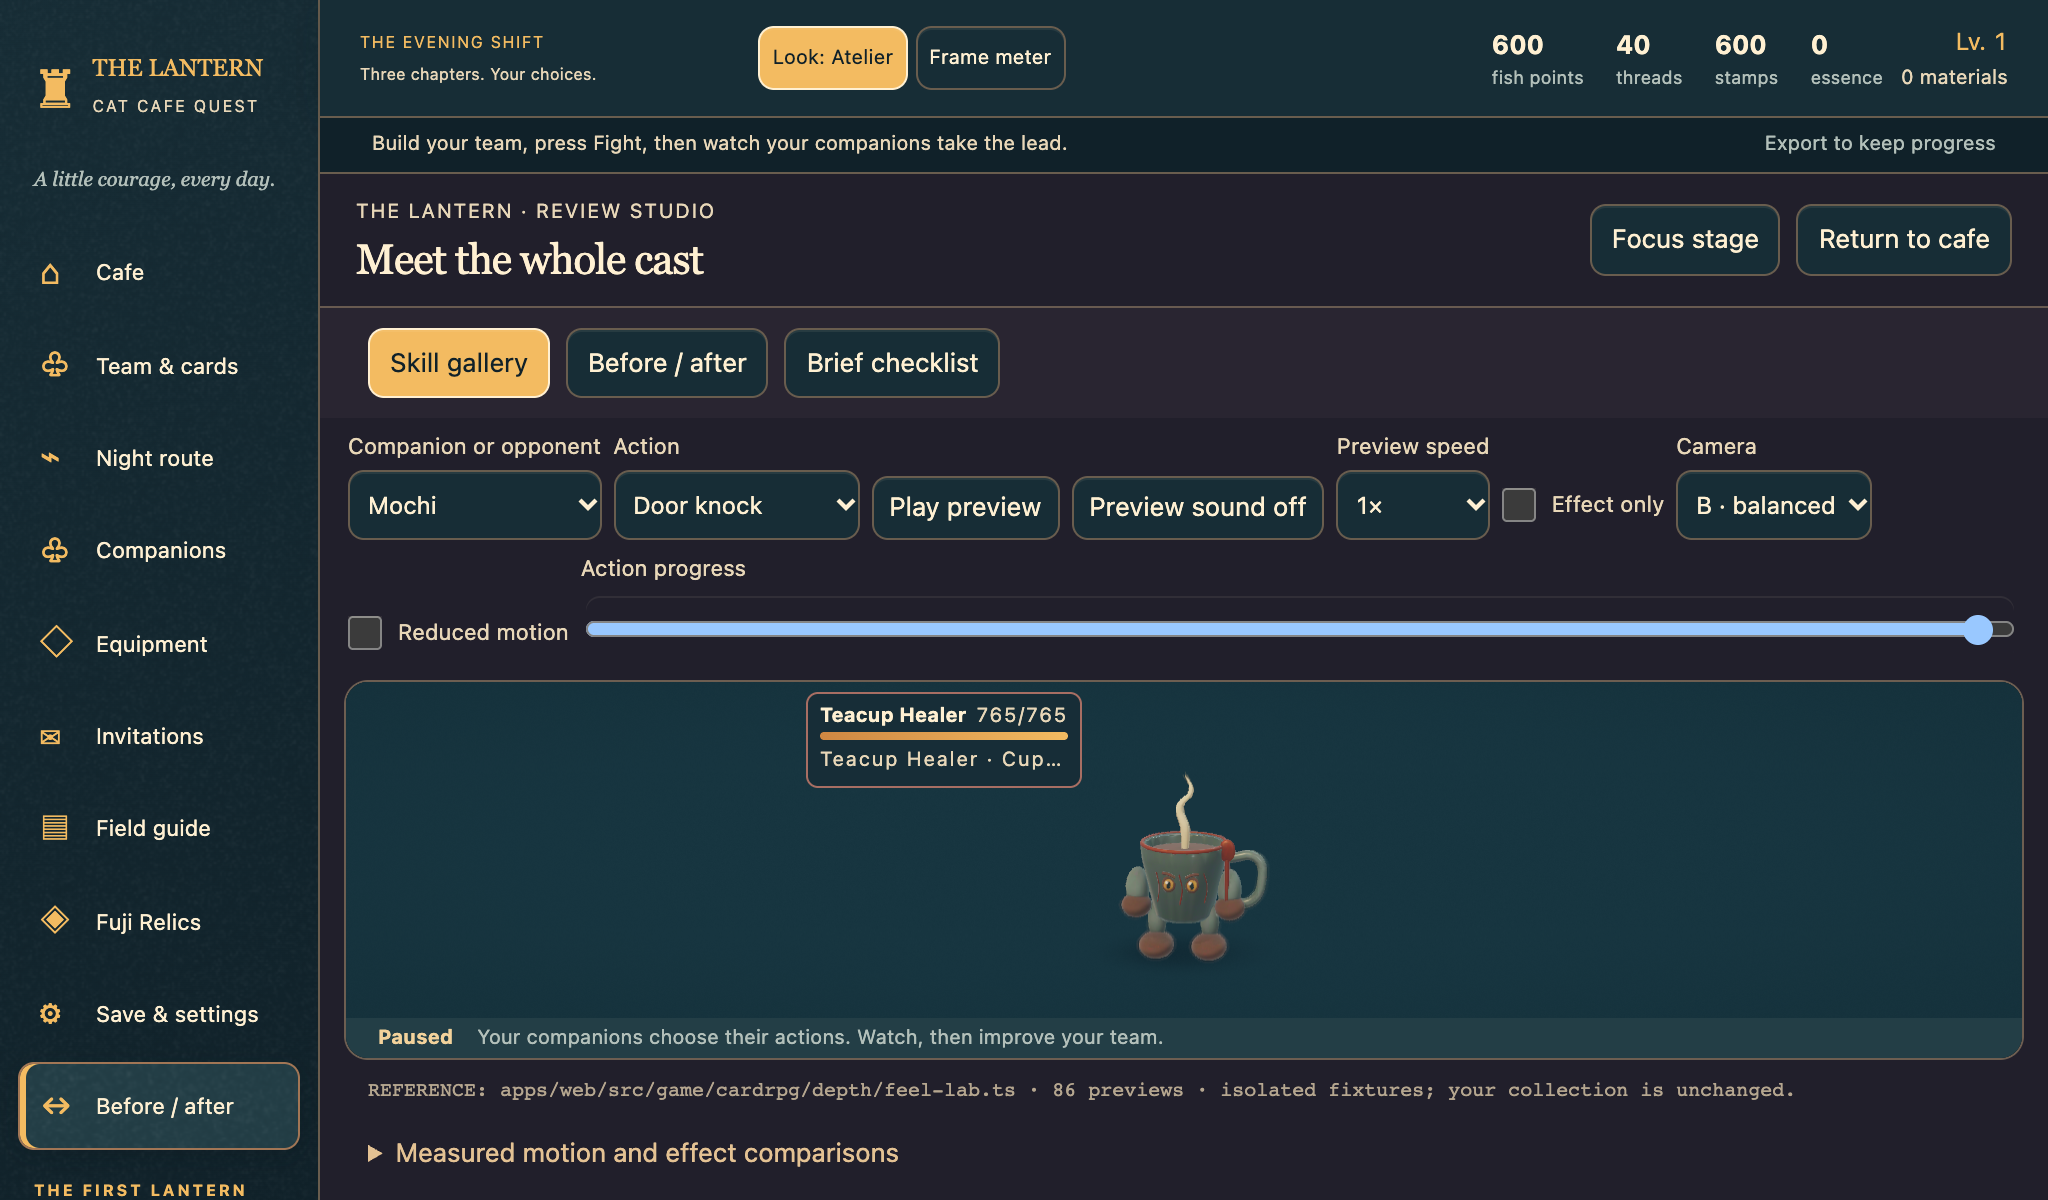 THE LANTERN
CAT CAFE QUEST
A little courage, every day.
Cafe
Team & cards
Night route
Companions
Equipment
Invitations
Field guide
Fuji Relics
Save & settings
Before / after
THE FIRST LANTERN
THE EVENING SHIFT
Three chapters. Your choices.
Look: Atelier
Frame meter
600 fish points
40 threads
600 stamps
0 essence
Lv. 1
0 materials
Build your team, press Fight, then watch your companions take the lead.
Export to keep progress
THE LANTERN · REVIEW STUDIO
Meet the whole cast
Focus stage
Return to cafe
Skill gallery
Before / after
Brief checklist
Companion or opponent
Mochi
Action
Door knock
Play preview
Preview sound off
Preview speed
1×
Effect only
Camera
B · balanced
Reduced motion
Action progress
Teacup Healer 765/765
Teacup Healer · Cup…
Paused Your companions choose their actions. Watch, then improve your team.
REFERENCE: apps/web/src/game/cardrpg/depth/feel-lab.ts · 86 previews · isolated fixtures; your collection is unchanged.
Measured motion and effect comparisons